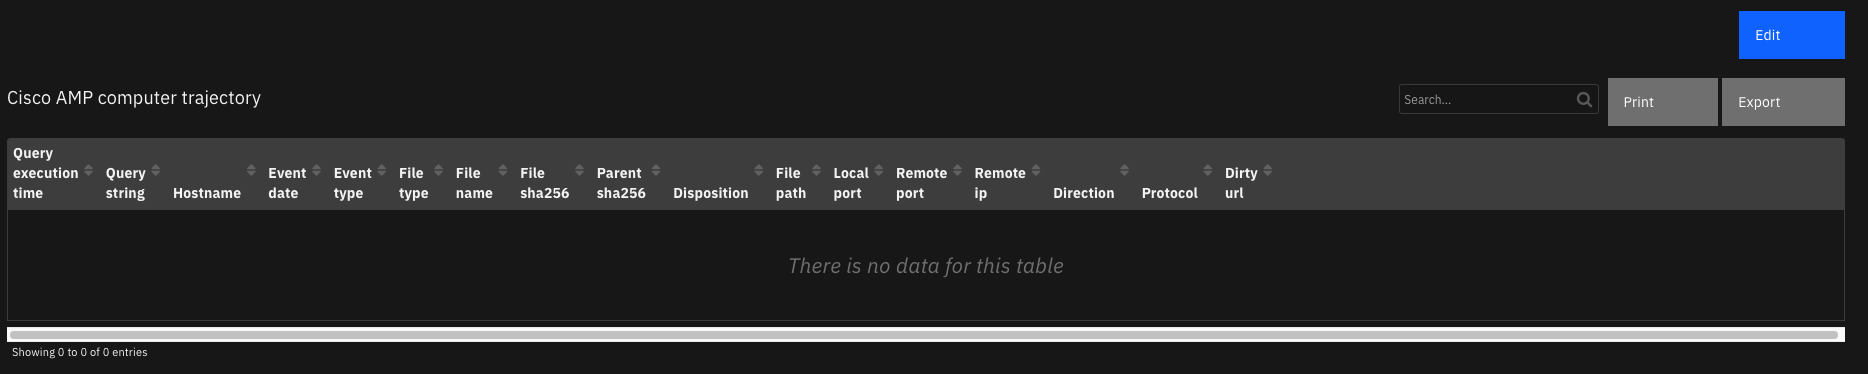 Edit
Cisco AMP computer trajectory
Search...
Print
Export
Query execution time
Query string
Hostname
Event date
Event type
File type
File name
File sha256
Parent sha256
Disposition
File path
Local port
Remote port
Remote ip
Direction
Protocol
Dirty url
There is no data for this table
Showing 0 to 0 of 0 entries